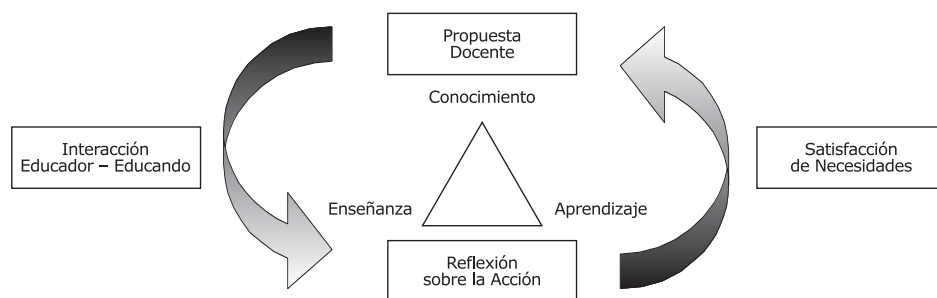 Propuesta
Docente
Conocimiento
Interacción
Educador – Educando
Satisfacción
de Necesidades
Enseñanza
Aprendizaje
Reflexión
sobre la Acción